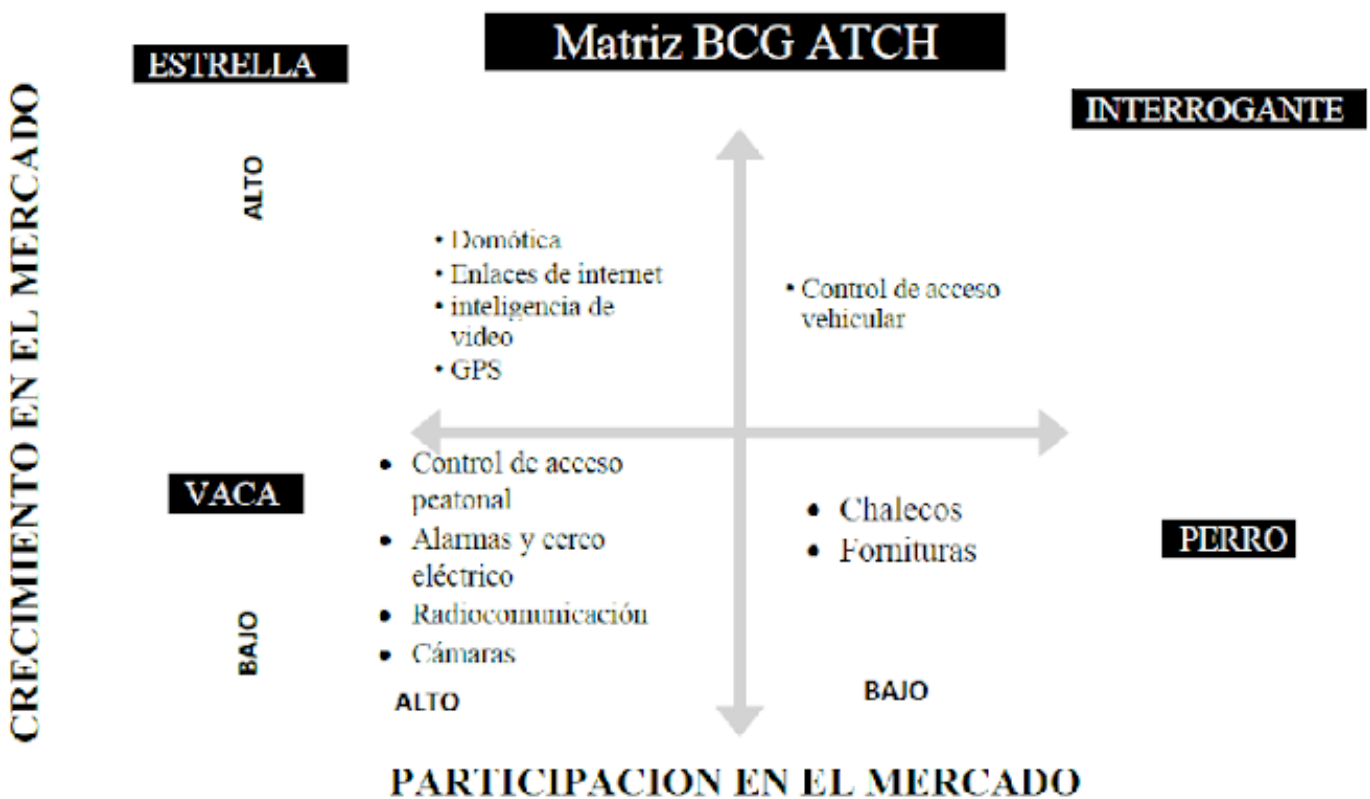 Matriz BCG ATCH
ESTRELLA
INTERROGANTE
CRECIMIENTO EN EL MERCADO
ALTO
• Domótica
• Enlaces de internet
• inteligencia de
video
• GPS
• Control de acceso
vehicular
VACA
• Control de acceso
peatonal
• Alarmas y cerco
eléctrico
• Radiocomunicación
• Cámaras
• Chalecos
• Fornituras
PERRO
BAJO
ALTO
BAJO
PARTICIPACION EN EL MERCADO